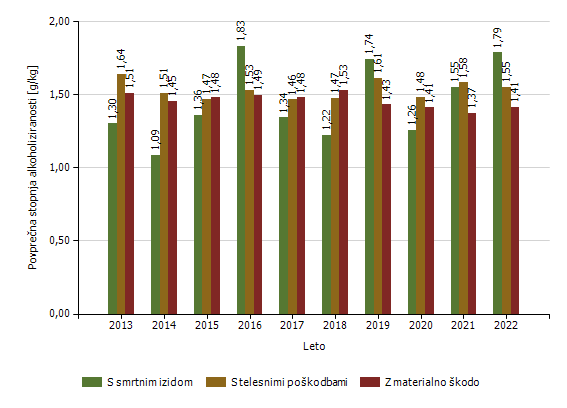 2,00
1,50
1,00
0,50
0,00
Povprečna stopnja alkoholiziranosti [g/kg]
1,30 1,64 1,51
1,09 1,51 1,45
1,36 1,47 1,48
1,83 1,53 1,49
1,34 1,46 1,48
1,22 1,47 1,53
1,74 1,61 1,43
1,26 1,48 1,41
1,55 1,58 1,37
1,79 1,55 1,41
2013 2014 2015 2016 2017 2018 2019 2020 2021 2022
Leto
S smrtnim izidom S telesnimi poškodbami Z materialno škodo